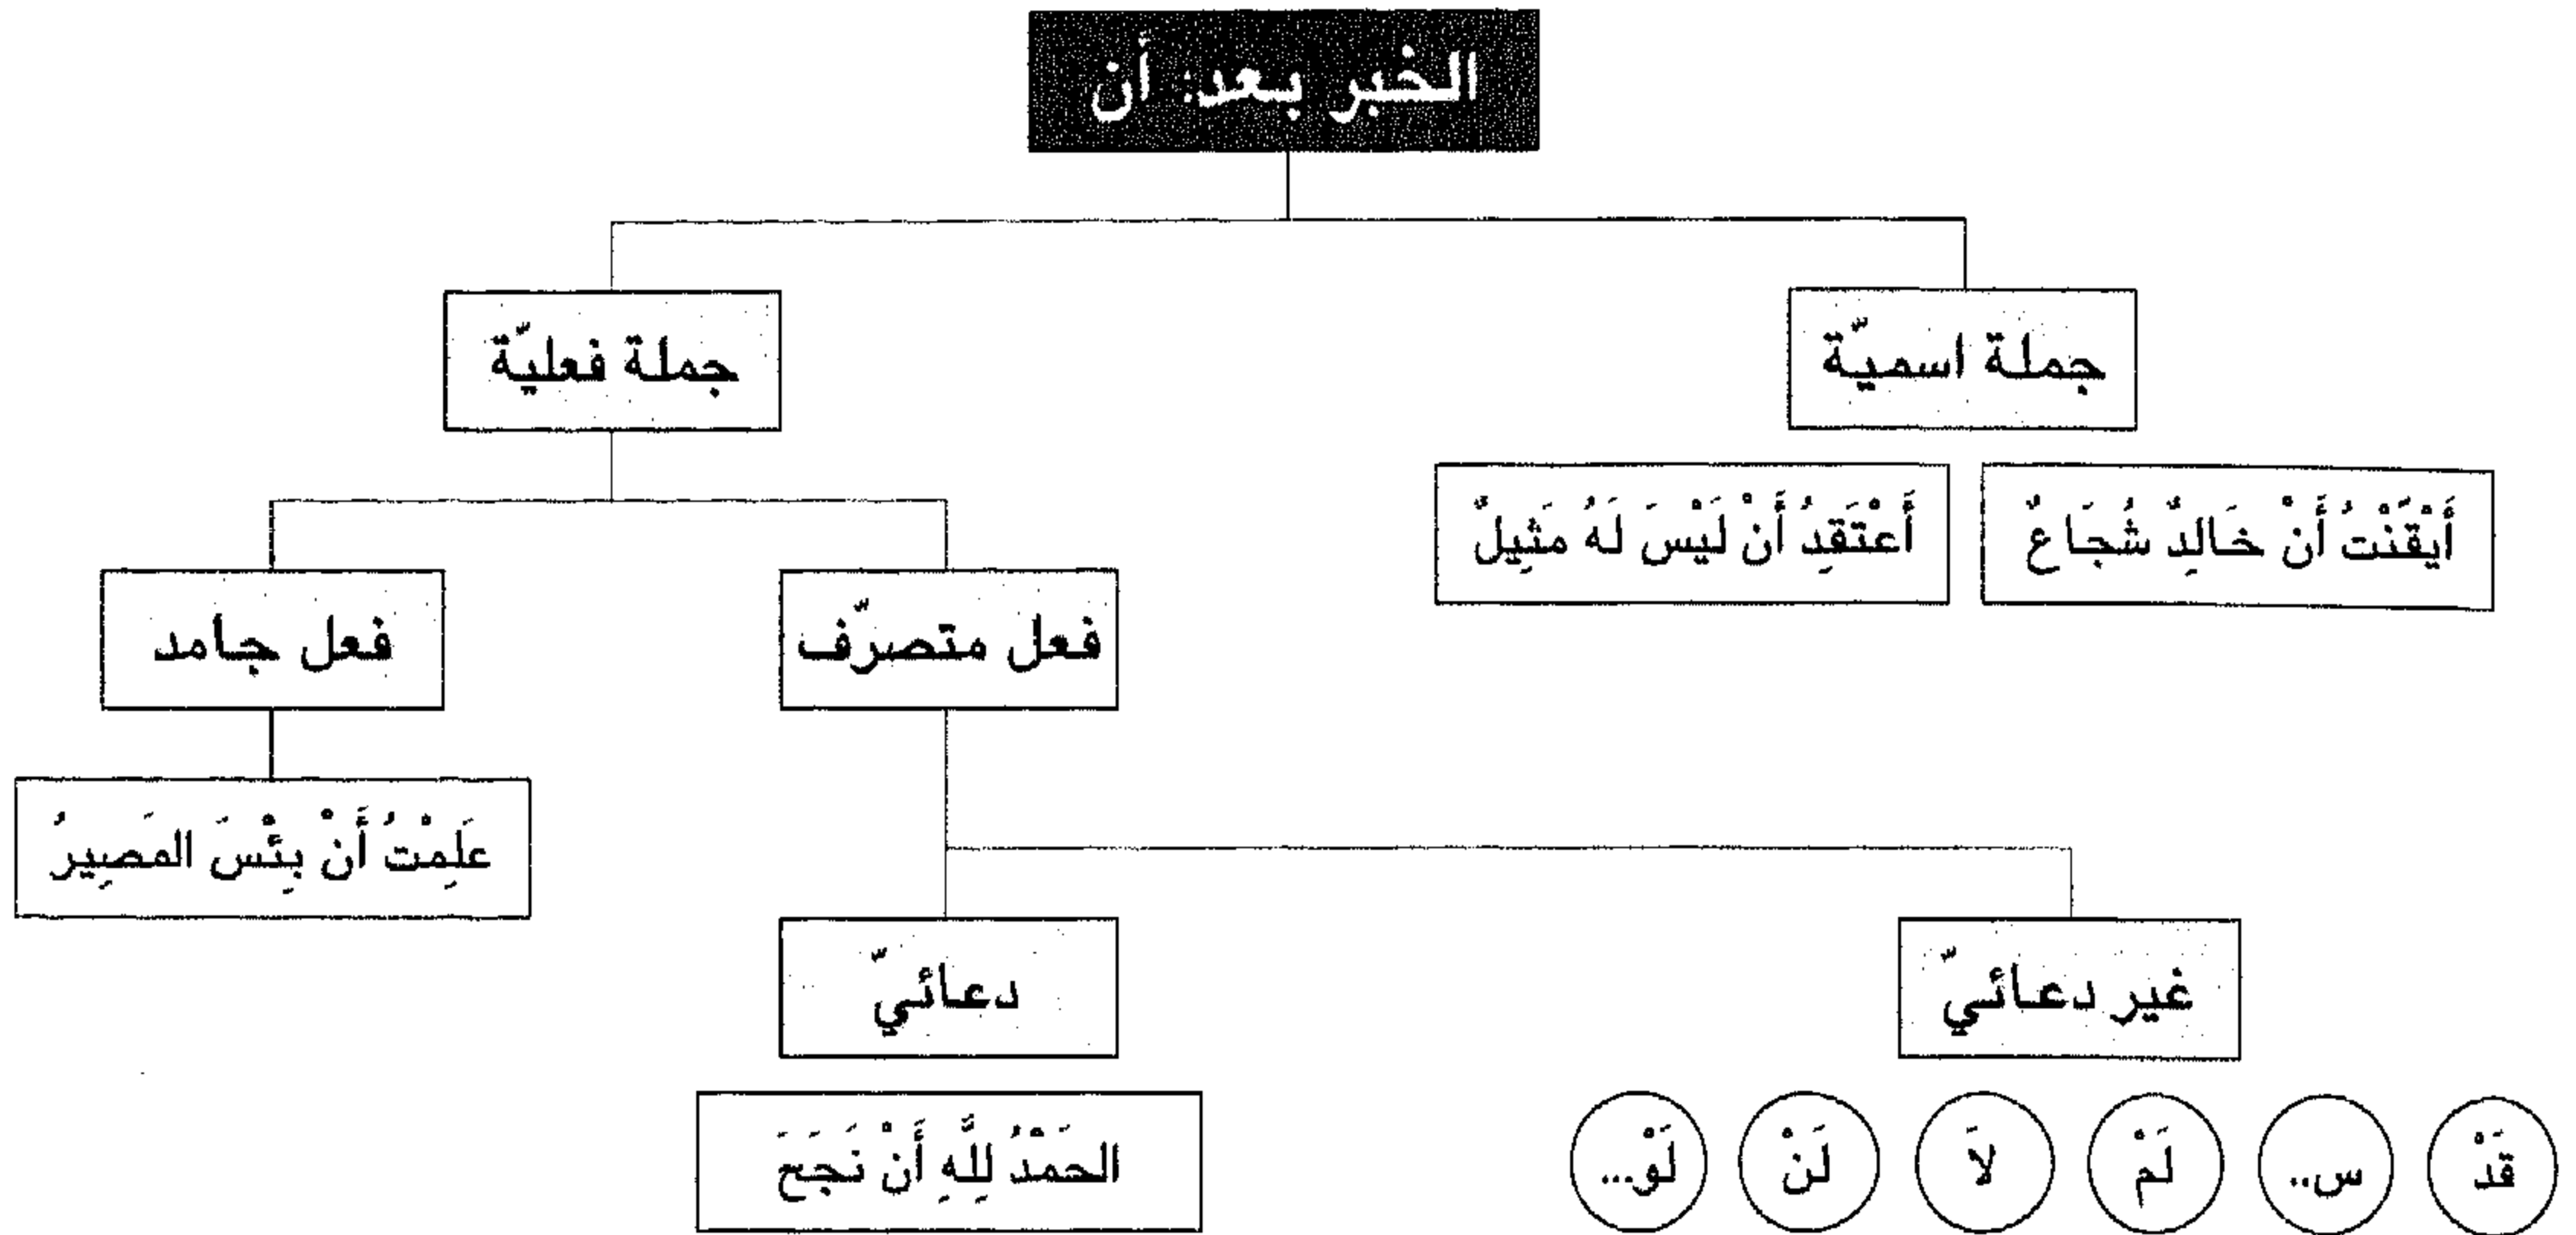 الخبر بعد: أن
جملة اسميّة
جملة فعليّة
أَيْقَنْتُ أَنْ خَالِدٌ شُجَاعٌ
أَعْتَقِدُ أَنْ لَيْسَ لَهُ مَثِيلٌ
فعل متصرّف
فعل جامد
عَلِمْتُ أَنْ بِئْسَ المَصِيرُ
غير دعائيّ
دعائيّ
قَدْ
س..
لَمْ
لاَ
لَنْ
لَوْ...
الحَمْدُ لِلَّهِ أَنْ نَجَحَ